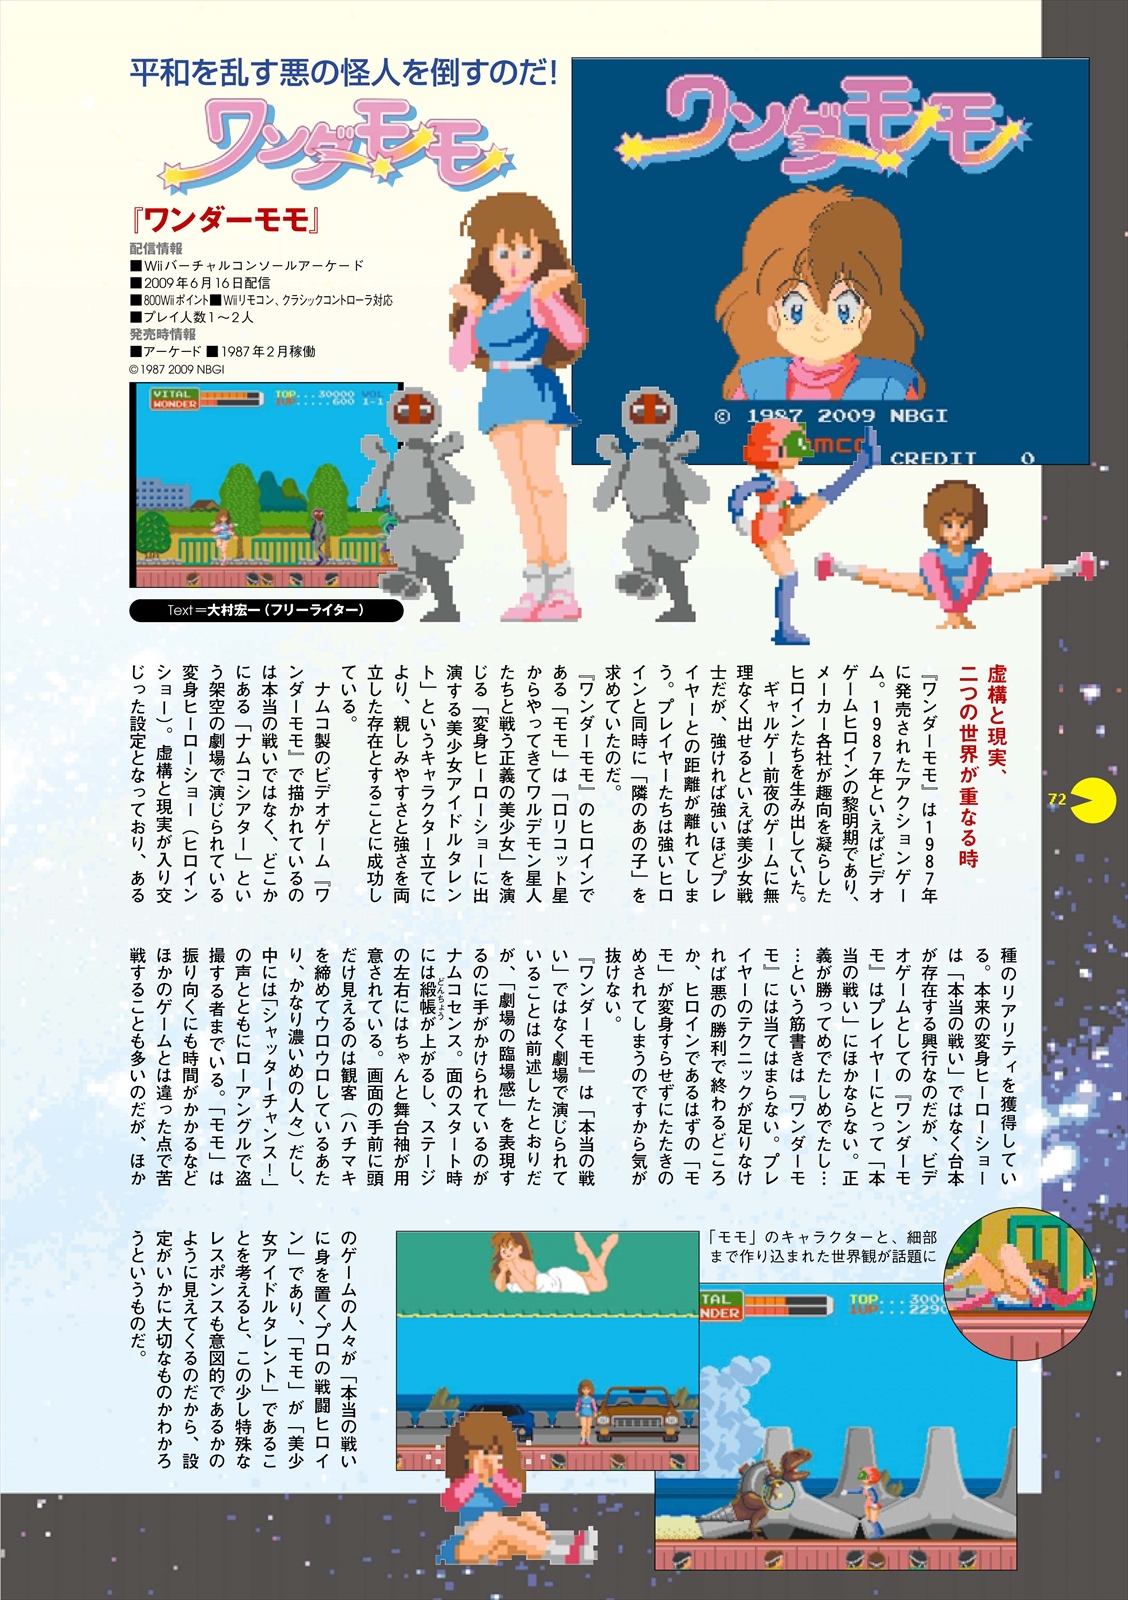 平和を乱す悪の怪人を倒すのだ!
ワンダーモモ
『ワンダーモモ』
配信情報
■Wiiバーチャルコンソールアーケード
■2009年6月16日配信
■800Wiiポイント■Wiiリモコン、クラシックコントローラ対応
■プレイ人数1〜2人
発売時情報
■アーケード ■1987年2月稼働
©1987 2009 NBGI
ワンダーモモ
© 1987 2009 NBGI
CREDIT 0
VITAL
WONDER
TOP...30000
1UP.....600
VOL
1-1
Text=大村宏一(フリーライター)
72
虚構と現実、
二つの世界が重なる時
『ワンダーモモ』は1987年
に発売されたアクションゲー
ム。1987年といえばビデオ
ゲームヒロインの黎明期であり、
メーカー各社が趣向を凝らした
ヒロインたちを生み出していた。
ギャルゲー前夜のゲームに無
理なく出せるといえば美少女戦
士だが、強ければ強いほどプレ
イヤーとの距離が離れてしま
う。プレイヤーたちは強いヒロ
インと同時に「隣のあの子」を
求めていたのだ。
『ワンダーモモ』のヒロインで
ある「モモ」は「ロリコット星
からやってきてワルデモン星人
たちと戦う正義の美少女」を演
じる「変身ヒーローショーに出
演する美少女アイドルタレン
ト」というキャラクター立てに
より、親しみやすさと強さを両
立した存在とすることに成功し
ている。
ナムコ製のビデオゲーム『ワ
ンダーモモ』で描かれているの
は本当の戦いではなく、どこか
にある「ナムコシアター」とい
う架空の劇場で演じられている
変身ヒーローショー(ヒロイン
ショー)。虚構と現実が入り交
じった設定となっており、ある
種のリアリティを獲得してい
る。本来の変身ヒーローショー
は「本当の戦い」ではなく台本
が存在する興行なのだが、ビデ
オゲームとしての『ワンダーモ
モ』はプレイヤーにとって「本
当の戦い」にほかならない。正
義が勝ってめでたしめでたし…
…という筋書きは『ワンダーモ
モ』には当てはまらない。プレ
イヤーのテクニックが足りなけ
れば悪の勝利で終わるどころ
か、ヒロインであるはずの「モ
モ」が変身すらせずにたたきの
めされてしまうのですから気が
抜けない。
『ワンダーモモ』は「本当の戦
い」ではなく劇場で演じられて
いることは前述したとおりだ
が、「劇場の臨場感」を表現す
るのに手がかけられているのが
ナムコセンス。面のスタート時
には緞帳が上がるし、ステージ
どんちょう
の左右にはちゃんと舞台袖が用
意されている。画面の手前に頭
だけ見えるのは観客(ハチマキ
を締めてウロウロしているあた
り、かなり濃いめの人々)だし、
中には「シャッターチャンス!」
の声とともにローアングルで盗
撮する者までいる。「モモ」は
振り向くにも時間がかかるなど
ほかのゲームとは違った点で苦
戦することも多いのだが、ほか
のゲームの人々が「本当の戦い
に身を置くプロの戦闘ヒロイ
ン」であり、「モモ」が「美少
女アイドルタレント」であるこ
とを考えると、この少し特殊な
レスポンスも意図的であるかの
ように見えてくるのだから、設
定がいかに大切なものかわかろ
うというものだ。
「モモ」のキャラクターと、細部
まで作り込まれた世界観が話題に
TAL
NDER
TOP...3000
1UP...2290